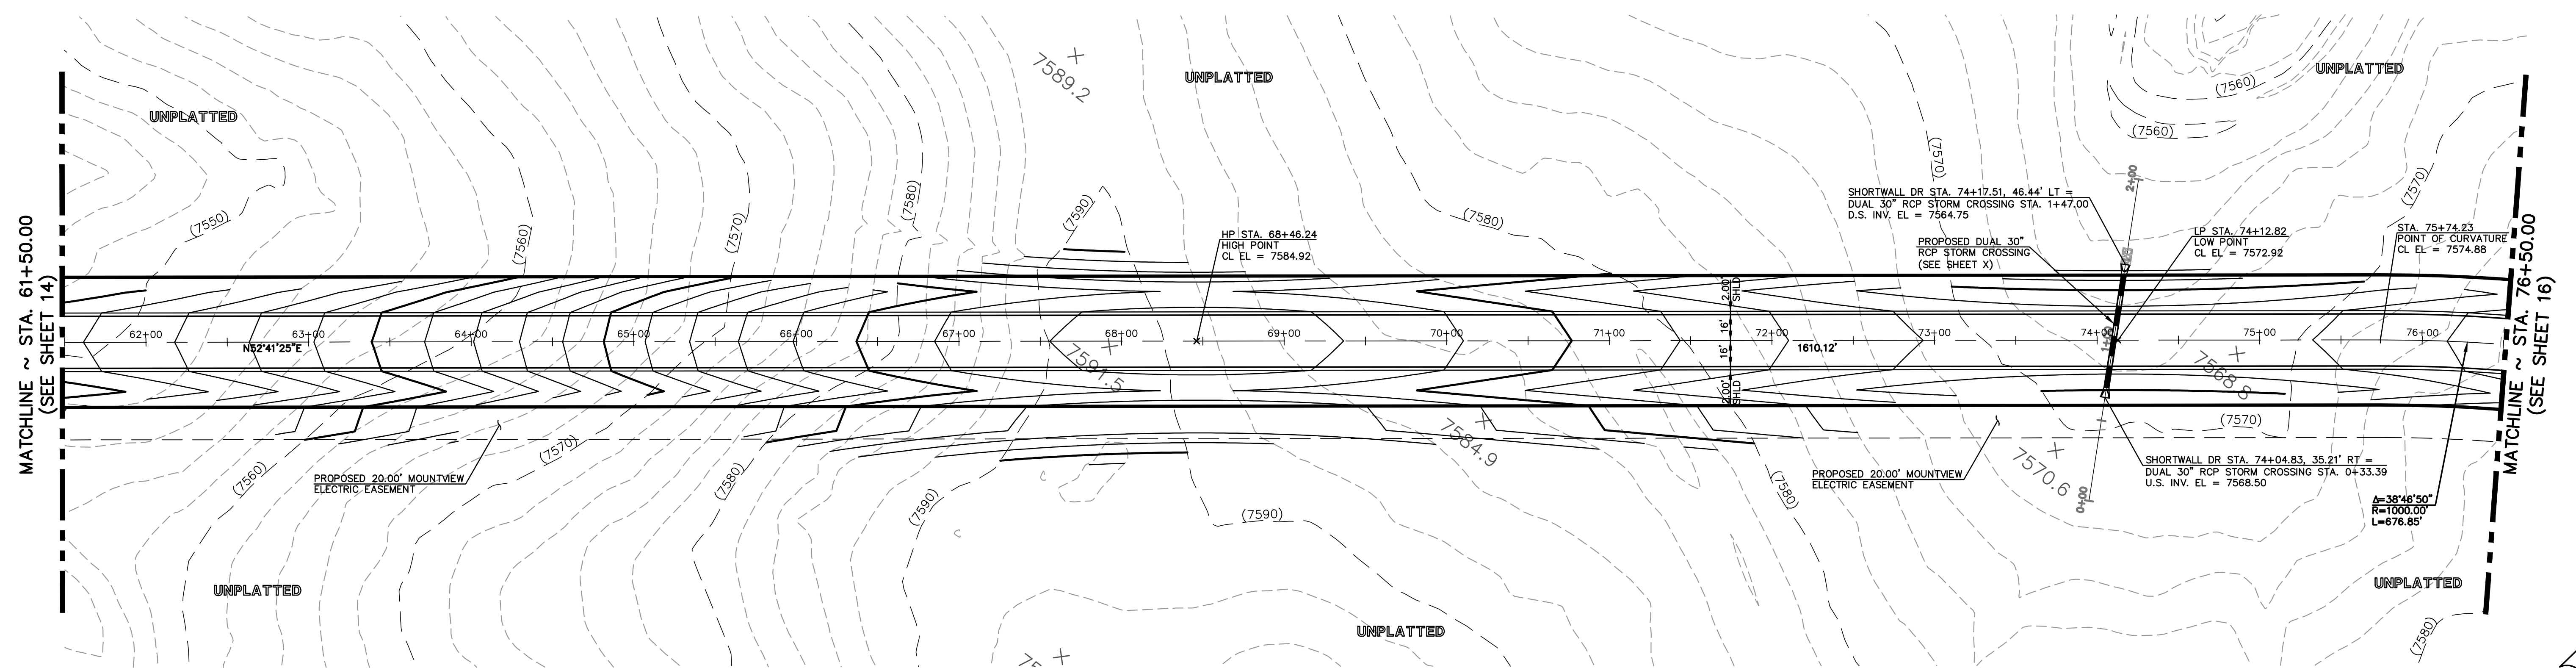 MATCHLINE ~ STA. 61+50.00
(SEE SHEET 14)
UNPLATTED
(7550)
(7560)
(7570)
(7580)
7589.2
(7590)
UNPLATTED
HP STA. 68+46.24
HIGH POINT
CL EL = 7584.92
(7580)
(7570)
UNPLATTED
(7560)
(7560)
2+00
(7570)
SHORTWALL DR STA. 74+17.51, 46.44' LT =
DUAL 30" RCP STORM CROSSING STA. 1+47.00
D.S. INV. EL = 7564.75
PROPOSED DUAL 30"
RCP STORM CROSSING
(SEE SHEET X)
LP STA. 74+12.82
LOW POINT
CL EL = 7572.92
STA. 75+74.23
POINT OF CURVATURE
CL EL = 7574.88
MATCHLINE ~ STA. 76+50.00
(SEE SHEET 16)
62+00
63+00
64+00
65+00
66+00
67+00
68+00
69+00
70+00
71+00
72+00
73+00
74+00
75+00
76+00
N52°41'25"E
2.00'
SHLD
16'
16'
2.00'
SHLD
1610.12'
1+00
7591.5
7568.8
7584.9
7570.6
0+00
(7570)
(7560)
(7570)
(7580)
(7590)
(7590)
(7580)
PROPOSED 20.00' MOUNTVIEW
ELECTRIC EASEMENT
PROPOSED 20.00' MOUNTVIEW
ELECTRIC EASEMENT
SHORTWALL DR STA. 74+04.83, 35.21' RT =
DUAL 30" RCP STORM CROSSING STA. 0+33.39
U.S. INV. EL = 7568.50
Δ=38°46'50"
R=1000.00'
L=676.85'
UNPLATTED
UNPLATTED
UNPLATTED
(7580)